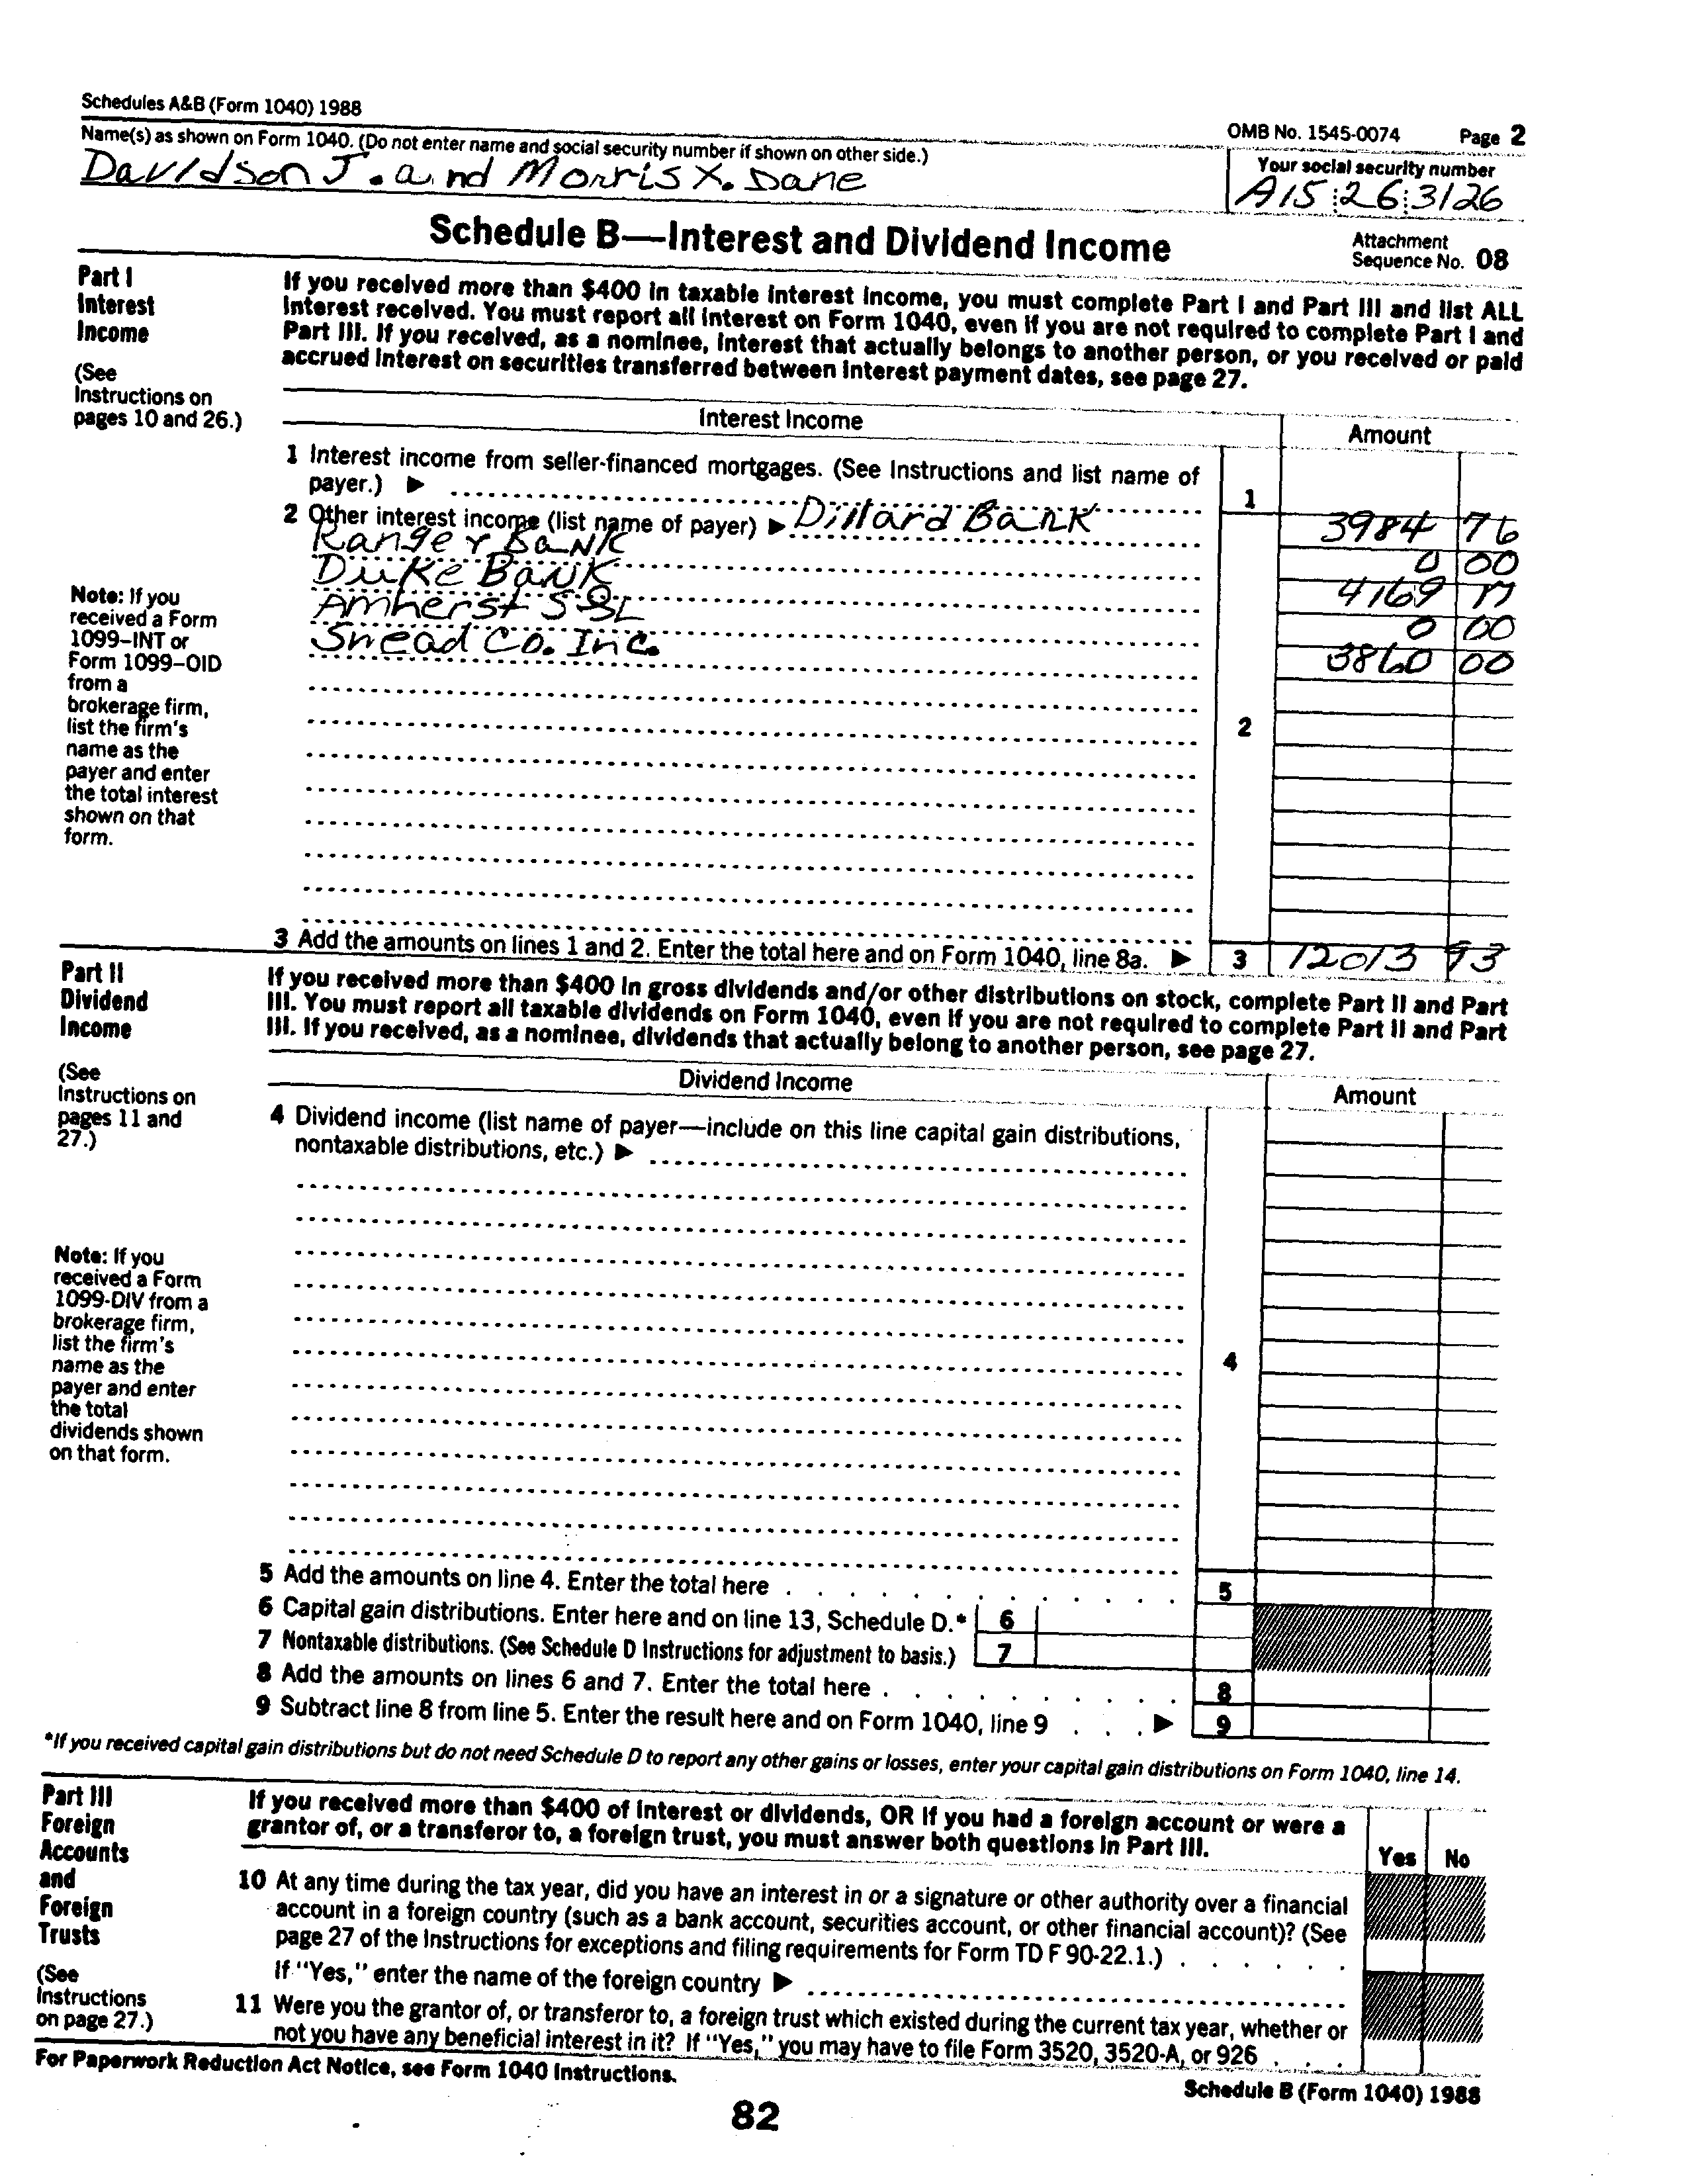 Schedules A&B (Form 1040) 1988
OMB No. 1545-0074 Page 2
Name(s) as shown on Form 1040. (Do not enter name and social security number if shown on other side.)
Your social security number
Davidson J. and Morris X. Dane
A15 26 3126
Schedule B—Interest and Dividend Income
Attachment
Sequence No. 08
Part I
Interest
Income
(See
Instructions on
pages 10 and 26.)
If you received more than $400 in taxable interest income, you must complete Part I and Part III and list ALL
interest received. You must report all interest on Form 1040, even if you are not required to complete Part I and
Part III. If you received, as a nominee, interest that actually belongs to another person, or you received or paid
accrued interest on securities transferred between interest payment dates, see page 27.
Interest Income
Amount
1 Interest income from seller-financed mortgages. (See Instructions and list name of
payer.) ▶
1
2 Other interest income (list name of payer) ▶ Dillard Bank
3984 76
Ranger Bank
0 00
Duke Bank
4169
Amherst S&L
0 00
Snead Co. Inc.
3860 00
2
Note: If you
received a Form
1099–INT or
Form 1099–OID
from a
brokerage firm,
list the firm's
name as the
payer and enter
the total interest
shown on that
form.
3 Add the amounts on lines 1 and 2. Enter the total here and on Form 1040, line 8a. ▶
3 12013 93
Part II
Dividend
Income
(See
Instructions on
pages 11 and
27.)
If you received more than $400 in gross dividends and/or other distributions on stock, complete Part II and Part
III. You must report all taxable dividends on Form 1040, even if you are not required to complete Part II and Part
III. If you received, as a nominee, dividends that actually belong to another person, see page 27.
Dividend Income
Amount
4 Dividend income (list name of payer—include on this line capital gain distributions,
nontaxable distributions, etc.) ▶
4
Note: If you
received a Form
1099-DIV from a
brokerage firm,
list the firm's
name as the
payer and enter
the total
dividends shown
on that form.
5 Add the amounts on line 4. Enter the total here . . . . . . . . . . 5
6 Capital gain distributions. Enter here and on line 13, Schedule D.* 6
7 Nontaxable distributions. (See Schedule D Instructions for adjustment to basis.) 7
8 Add the amounts on lines 6 and 7. Enter the total here . . . . . . . . . . 8
9 Subtract line 8 from line 5. Enter the result here and on Form 1040, line 9 . . . ▶ 9
*If you received capital gain distributions but do not need Schedule D to report any other gains or losses, enter your capital gain distributions on Form 1040, line 14.
Part III
Foreign
Accounts
and
Foreign
Trusts
(See
Instructions
on page 27.)
If you received more than $400 of interest or dividends, OR if you had a foreign account or were a
grantor of, or a transferor to, a foreign trust, you must answer both questions in Part III.
Yes No
10 At any time during the tax year, did you have an interest in or a signature or other authority over a financial
account in a foreign country (such as a bank account, securities account, or other financial account)? (See
page 27 of the Instructions for exceptions and filing requirements for Form TD F 90-22.1.) . . . . . .
If "Yes," enter the name of the foreign country ▶
11 Were you the grantor of, or transferor to, a foreign trust which existed during the current tax year, whether or
not you have any beneficial interest in it? If "Yes," you may have to file Form 3520, 3520-A, or 926 . . .
For Paperwork Reduction Act Notice, see Form 1040 Instructions.
Schedule B (Form 1040) 1988
82